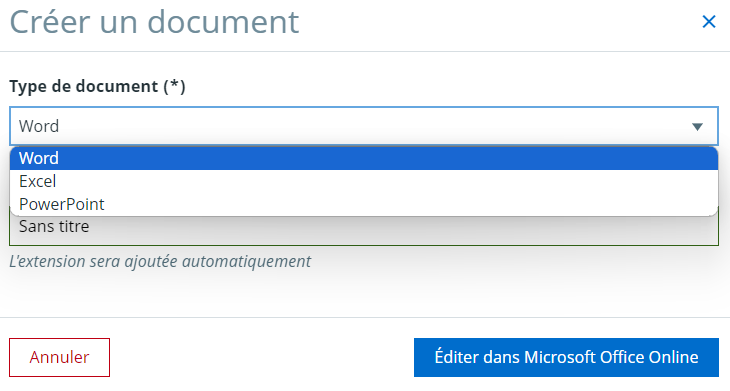 Créer un document
×
Type de document (*)
Word
Word
Excel
PowerPoint
Sans titre
L'extension sera ajoutée automatiquement
Annuler
Éditer dans Microsoft Office Online